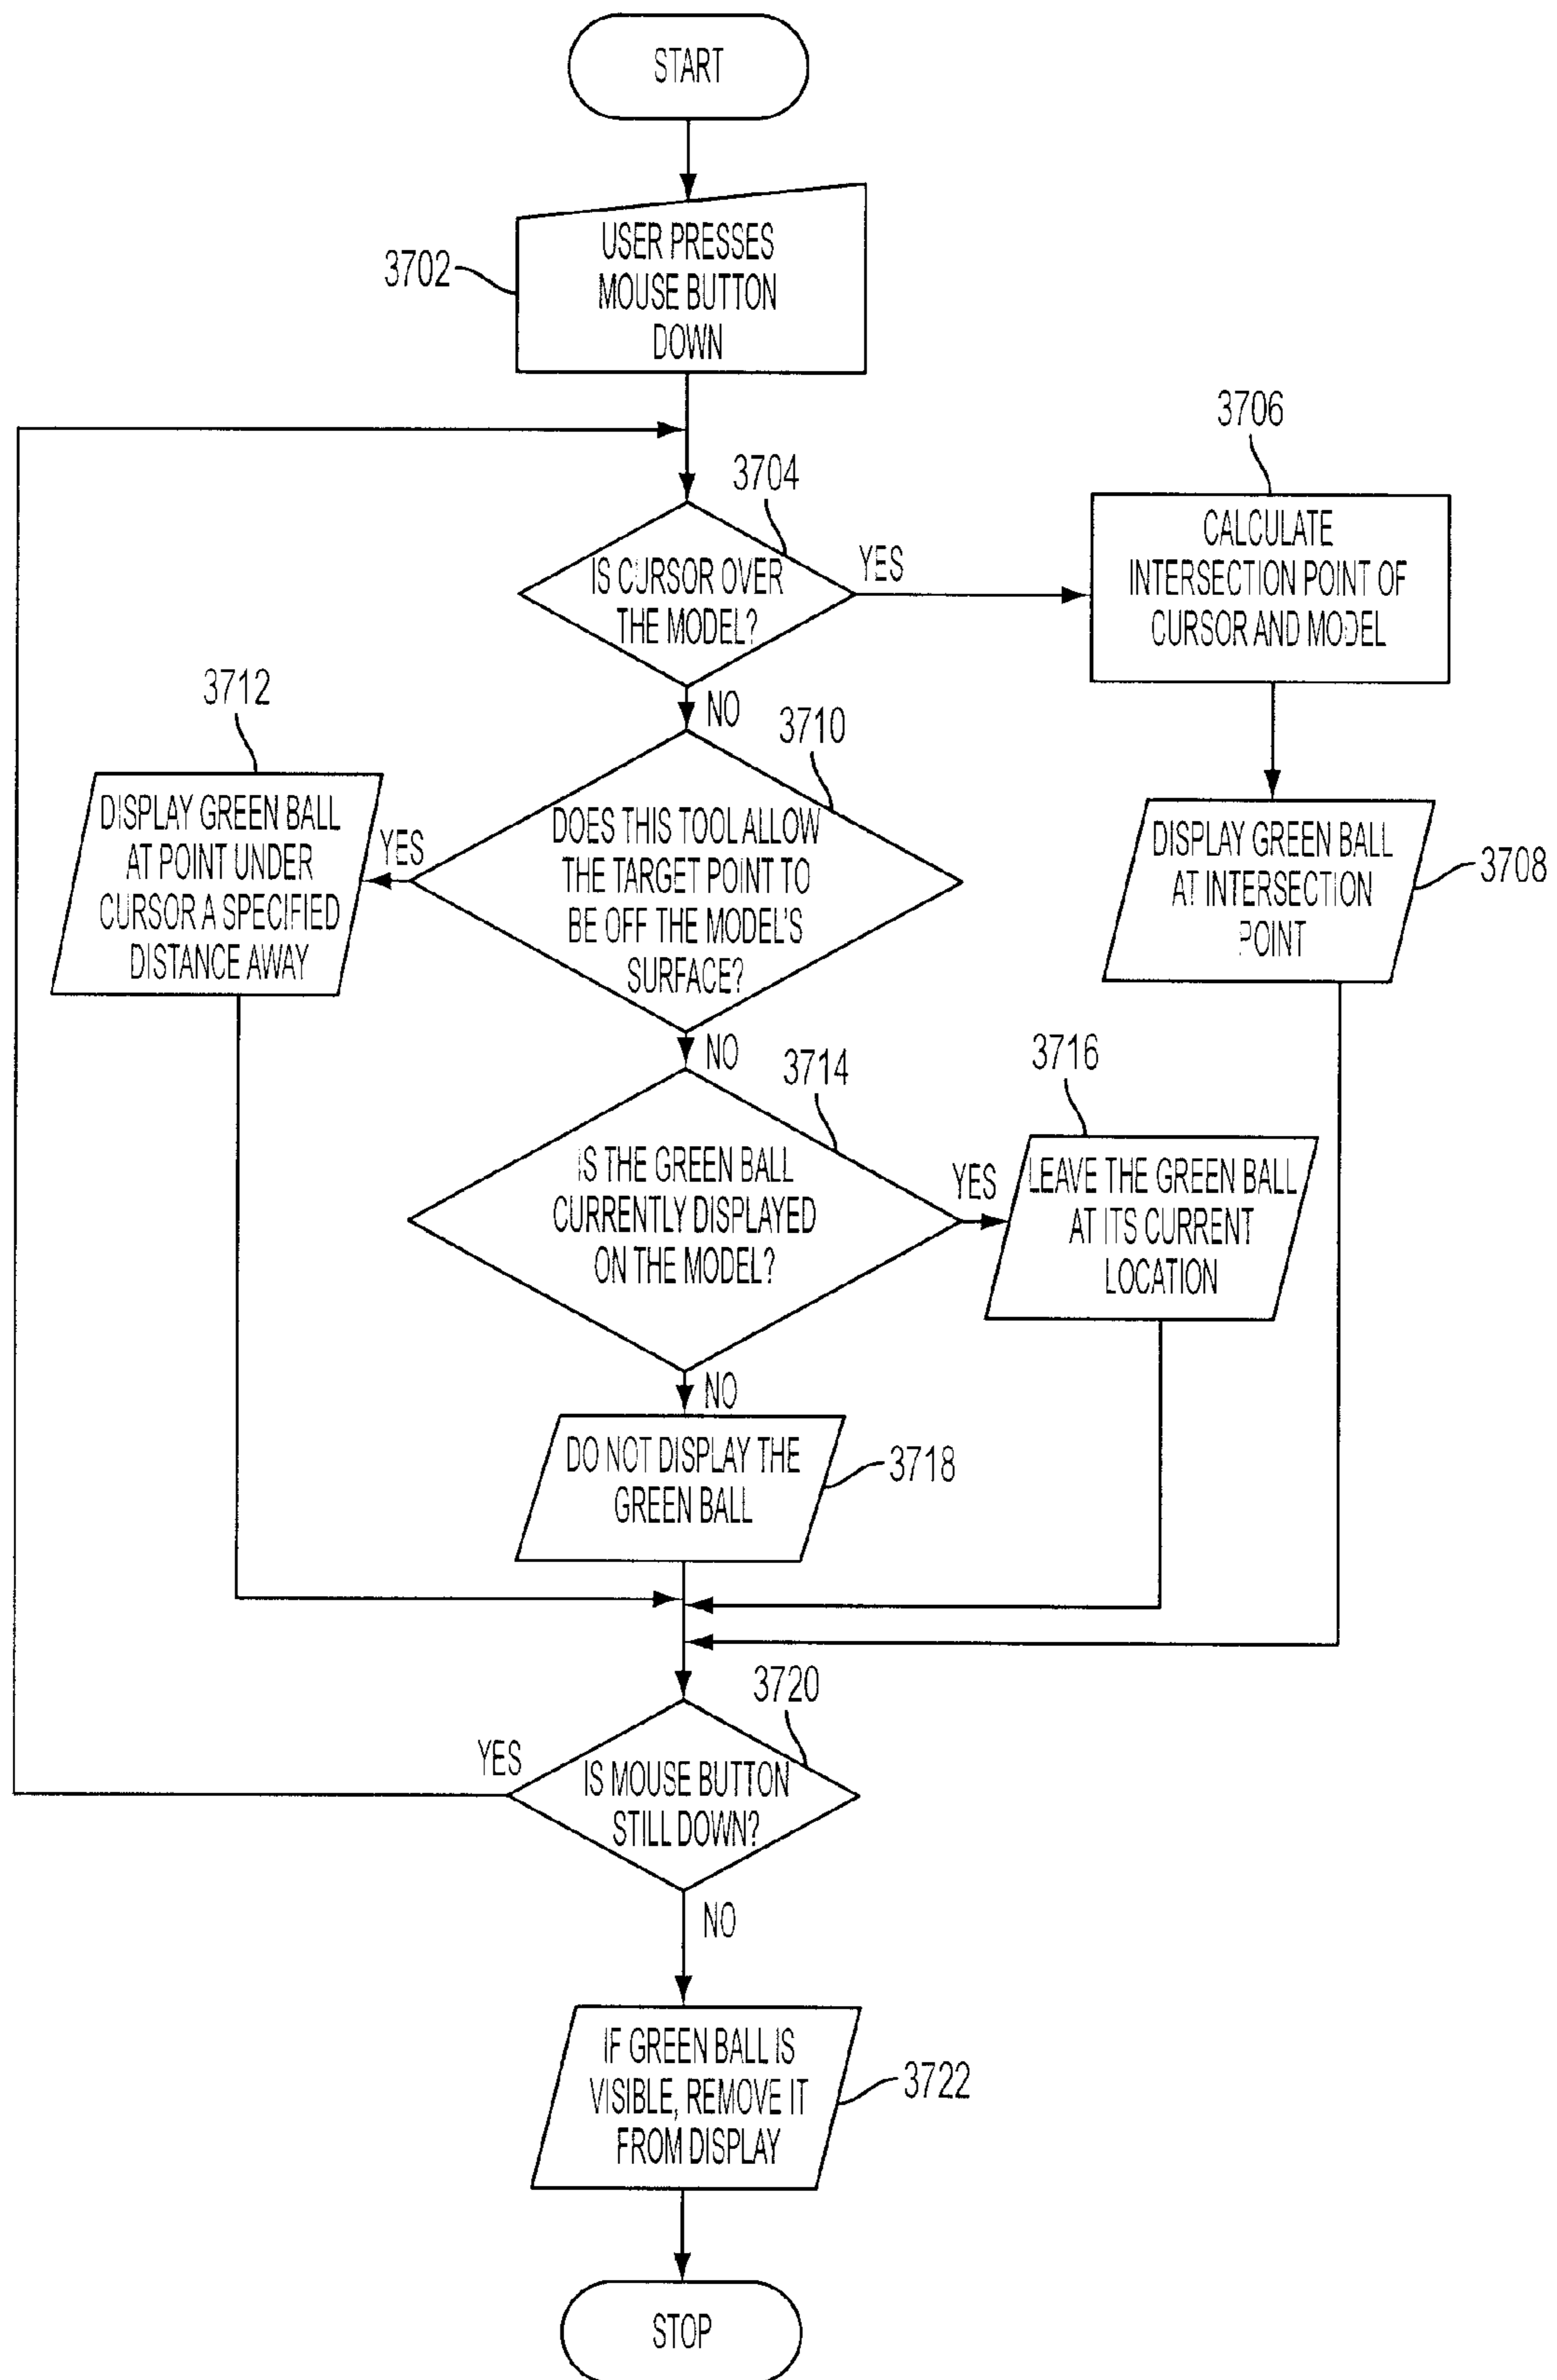 START
USER PRESSES
MOUSE BUTTON
DOWN
3702
3704
IS CURSOR OVER
THE MODEL?
YES
3706
CALCULATE
INTERSECTION POINT OF
CURSOR AND MODEL
NO
3708
DISPLAY GREEN BALL
AT INTERSECTION
POINT
3710
DOES THIS TOOL ALLOW
THE TARGET POINT TO
BE OFF THE MODEL'S
SURFACE?
YES
3712
DISPLAY GREEN BALL
AT POINT UNDER
CURSOR A SPECIFIED
DISTANCE AWAY
NO
3714
IS THE GREEN BALL
CURRENTLY DISPLAYED
ON THE MODEL?
YES
3716
LEAVE THE GREEN BALL
AT ITS CURRENT
LOCATION
NO
DO NOT DISPLAY THE
GREEN BALL
3718
3720
IS MOUSE BUTTON
STILL DOWN?
YES
NO
IF GREEN BALL IS
VISIBLE, REMOVE IT
FROM DISPLAY
3722
STOP